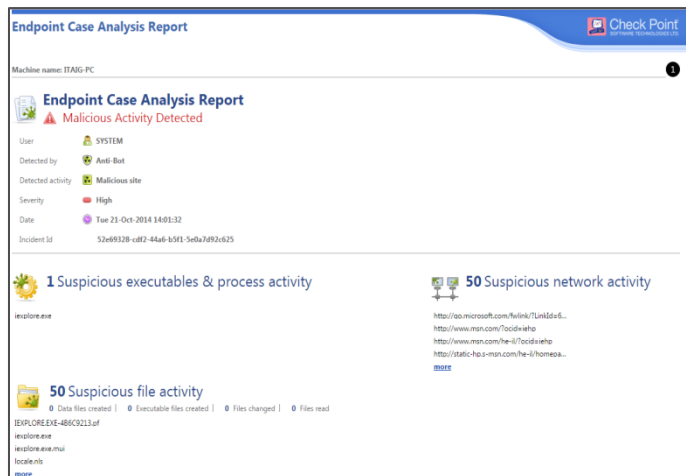 Endpoint Case Analysis Report
Check Point
SOFTWARE TECHNOLOGIES LTD.
Machine name: ITAIG-PC
1
Endpoint Case Analysis Report
Malicious Activity Detected
User SYSTEM
Detected by Anti-Bot
Detected activity Malicious site
Severity High
Date Tue 21-Oct-2014 14:01:32
Incident Id 52e69328-cdf2-44a6-b5f1-5e0a7d92c625
1 Suspicious executables & process activity
iexplore.exe
50 Suspicious network activity
http://go.microsoft.com/fwlink/?LinkId=6...
http://www.msn.com/?ocid=iehp
http://www.msn.com/he-il/?ocid=iehp
http://static-hp.s-msn.com/he-il/homepa...
more
50 Suspicious file activity
0 Data files created | 0 Executable files created | 0 Files changed | 0 Files read
IEXPLORE.EXE-4B6C9213.pf
iexplore.exe
iexplore.exe.mui
locale.nls
more